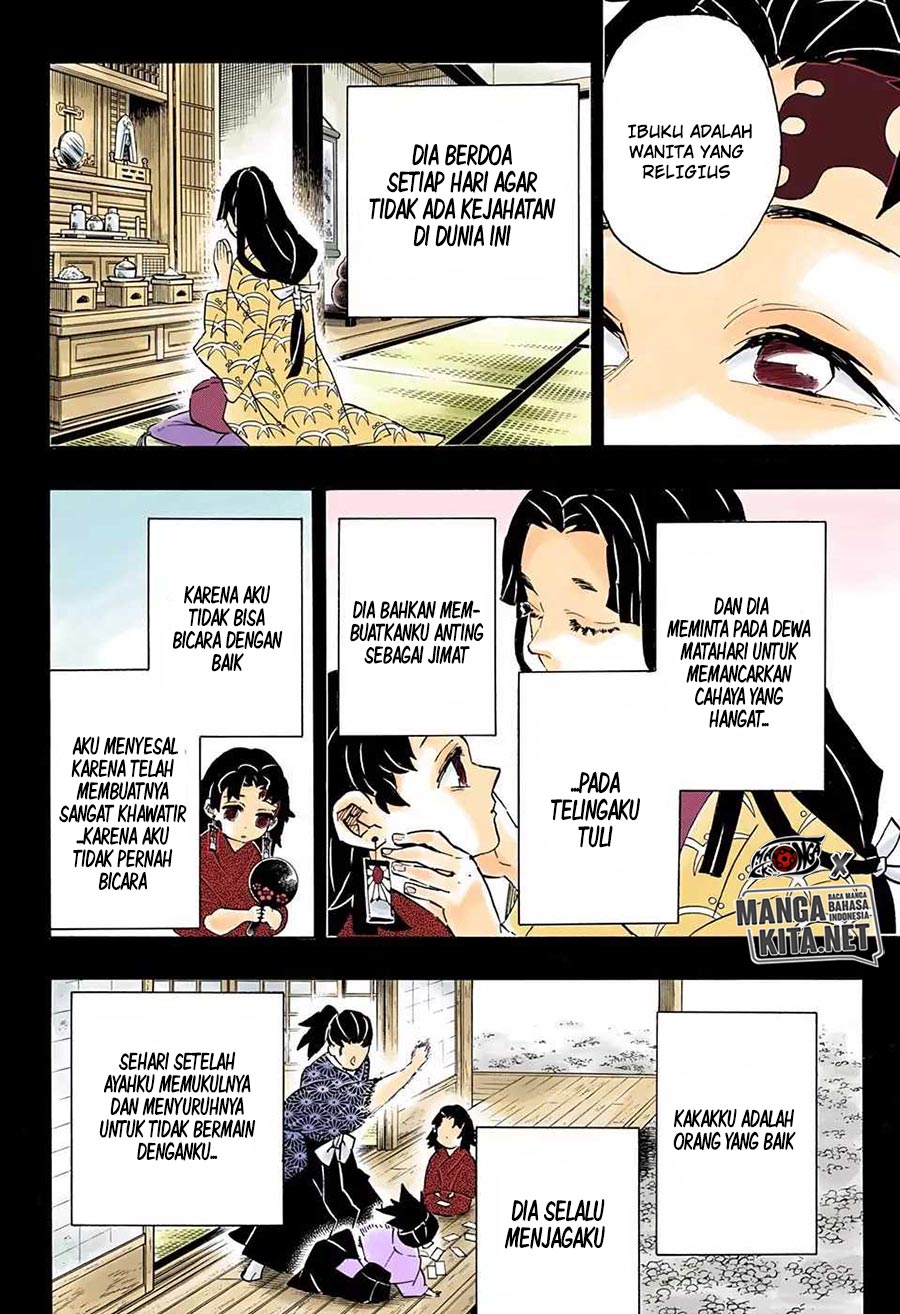 IBUKU ADALAH
WANITA YANG
RELIGIUS
DIA BERDOA
SETIAP HARI AGAR
TIDAK ADA KEJAHATAN
DI DUNIA INI
DAN DIA
MEMINTA PADA DEWA
MATAHARI UNTUK
MEMANCARKAN
CAHAYA YANG
HANGAT...
...PADA
TELINGAKU
TULI
DIA BAHKAN MEM-
BUATKANKU ANTING
SEBAGAI JIMAT
KARENA AKU
TIDAK BISA
BICARA DENGAN
BAIK
AKU MENYESAL
KARENA TELAH
MEMBUATNYA
SANGAT KHAWATIR
..KARENA AKU
TIDAK PERNAH
BICARA
X
MANGA BACA MANGA
BAHASA
INDONESIA
KITA.NET
KAKAKKU ADALAH
ORANG YANG BAIK
DIA SELALU
MENJAGAKU
SEHARI SETELAH
AYAHKU MEMUKULNYA
DAN MENYURUHNYA
UNTUK TIDAK BERMAIN
DENGANKU...